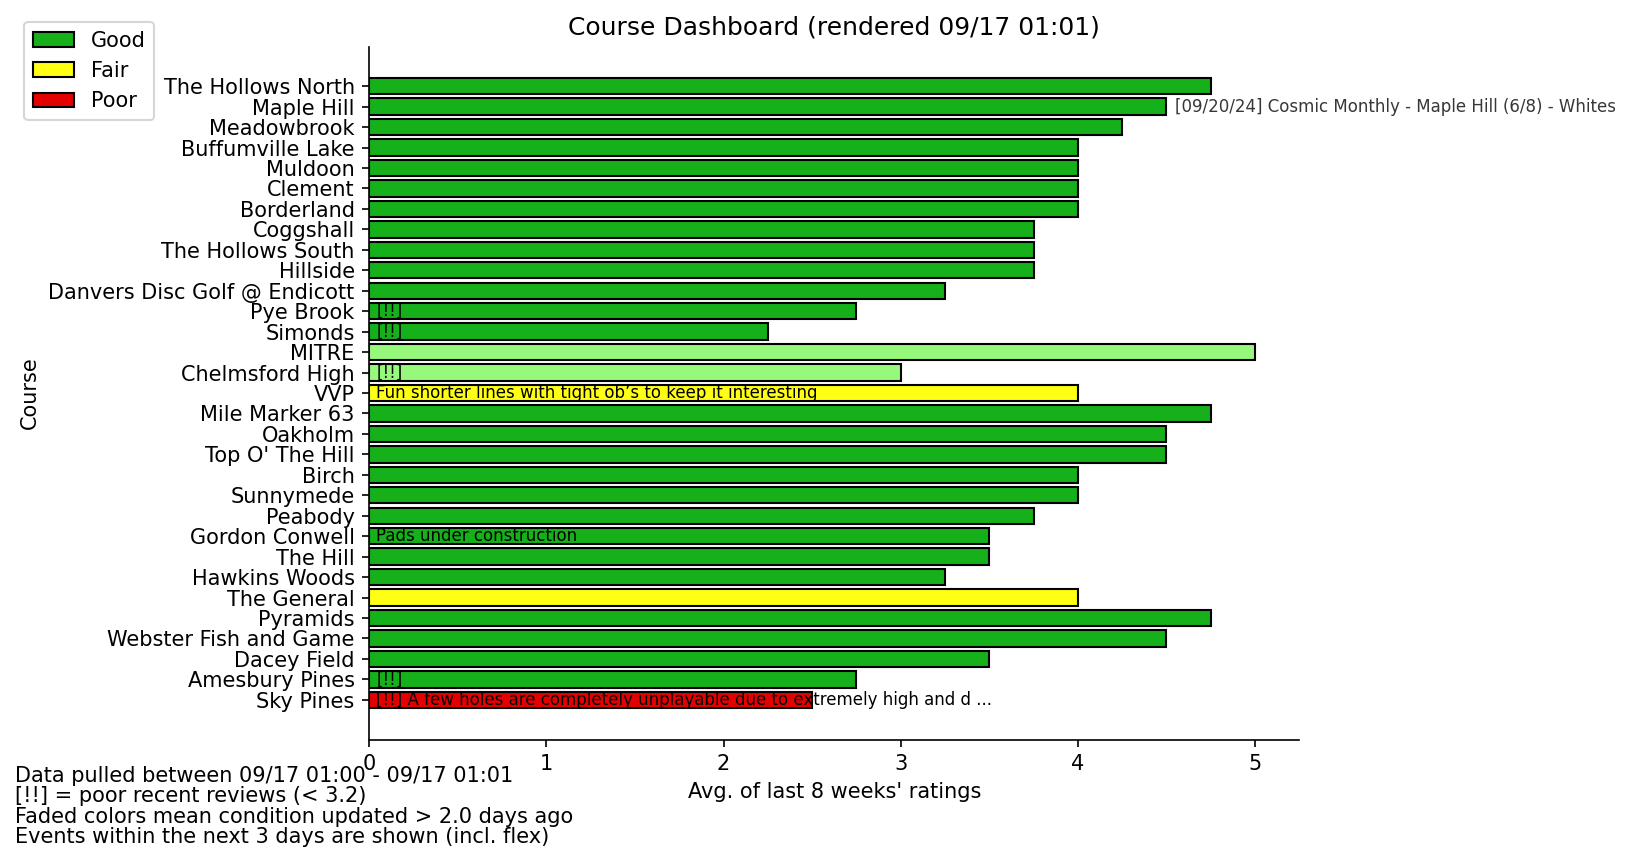 Course Dashboard (rendered 09/17 01:01)
Good
Fair
Poor
The Hollows North
Maple Hill [09/20/24] Cosmic Monthly - Maple Hill (6/8) - Whites
Meadowbrook
Buffumville Lake
Muldoon
Clement
Borderland
Coggshall
The Hollows South
Hillside
Danvers Disc Golf @ Endicott
Pye Brook [!!]
Simonds [!!]
MITRE
Chelmsford High [!!]
VVP Fun shorter lines with tight ob’s to keep it interesting
Mile Marker 63
Oakholm
Top O' The Hill
Birch
Sunnymede
Peabody
Gordon Conwell Pads under construction
The Hill
Hawkins Woods
The General
Pyramids
Webster Fish and Game
Dacey Field
Amesbury Pines [!!]
Sky Pines [!!] A few holes are completely unplayable due to extremely high and d ...
Course
0 1 2 3 4 5
Avg. of last 8 weeks' ratings
Data pulled between 09/17 01:00 - 09/17 01:01
[!!] = poor recent reviews (< 3.2)
Faded colors mean condition updated > 2.0 days ago
Events within the next 3 days are shown (incl. flex)